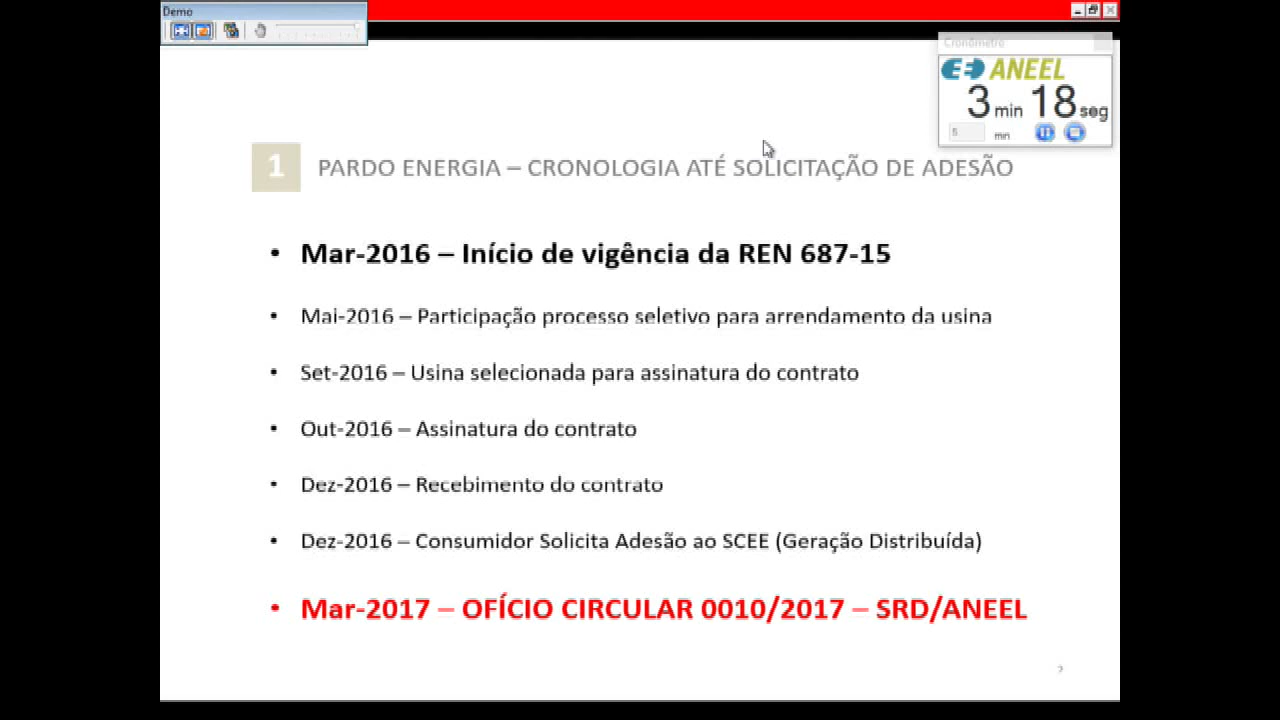 Demo
Cronômetro
ANEEL
3 min 18 seg
5 mn
1 PARDO ENERGIA – CRONOLOGIA ATÉ SOLICITAÇÃO DE ADESÃO
• Mar-2016 – Início de vigência da REN 687-15
• Mai-2016 – Participação processo seletivo para arrendamento da usina
• Set-2016 – Usina selecionada para assinatura do contrato
• Out-2016 – Assinatura do contrato
• Dez-2016 – Recebimento do contrato
• Dez-2016 – Consumidor Solicita Adesão ao SCEE (Geração Distribuída)
• Mar-2017 – OFÍCIO CIRCULAR 0010/2017 – SRD/ANEEL